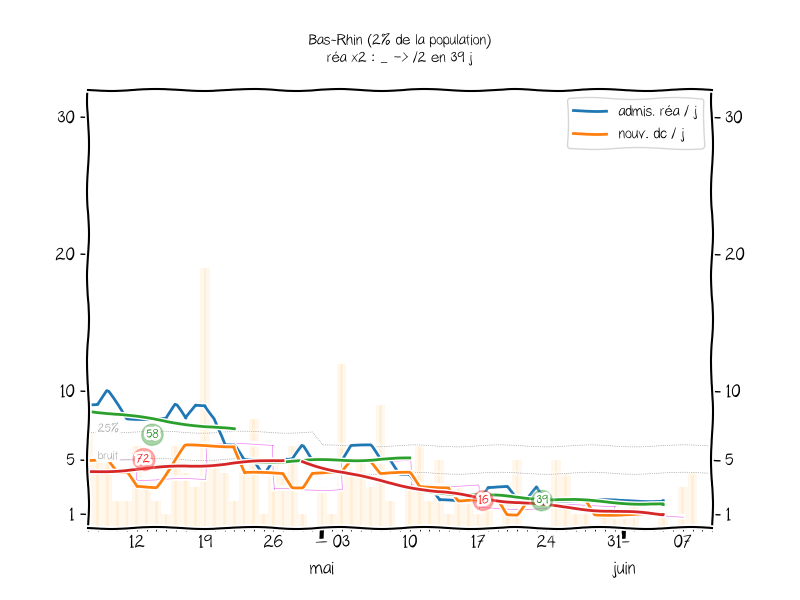 Bas-Rhin (2% de la population)
réa x2 : _ -> /2 en 39 j
admis. réa / j
nouv. dc / j
30
30
20
20
10
10
25%
58
72
bruit
5
5
16
39
1
1
12 19 26 03 10 17 24 31 07
mai juin